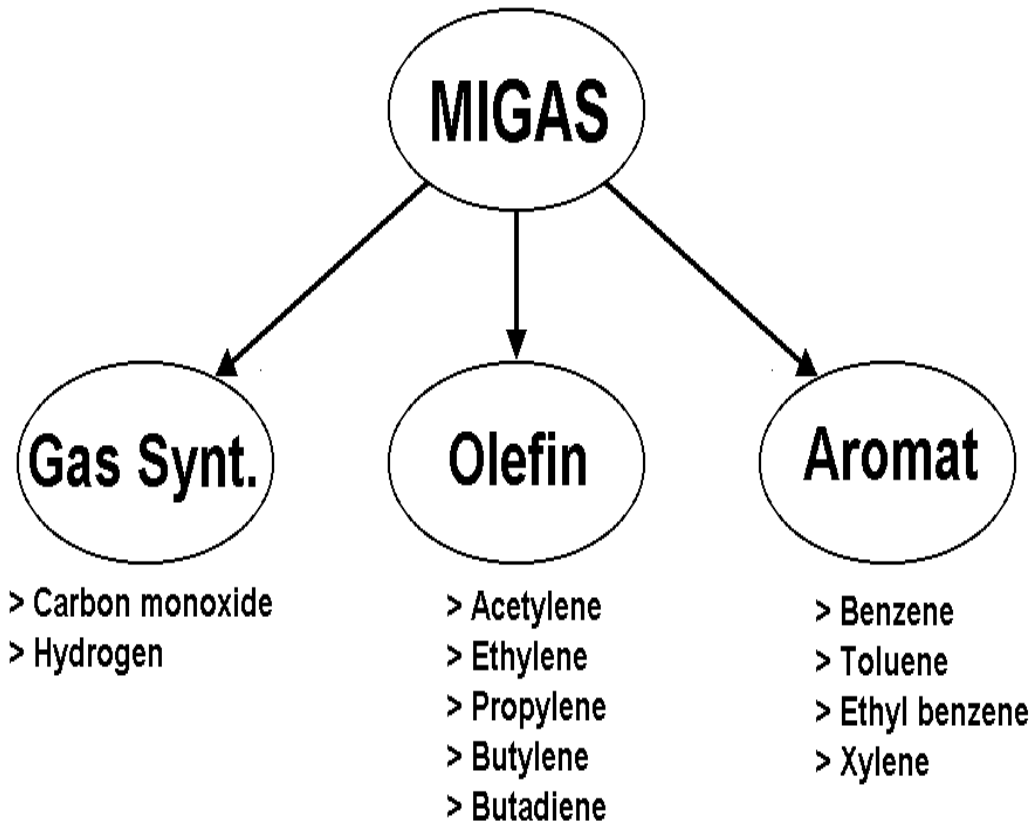 MIGAS
Gas Synt.
> Carbon monoxide
> Hydrogen
Olefin
> Acetylene
> Ethylene
> Propylene
> Butylene
> Butadiene
Aromat
> Benzene
> Toluene
> Ethyl benzene
> Xylene